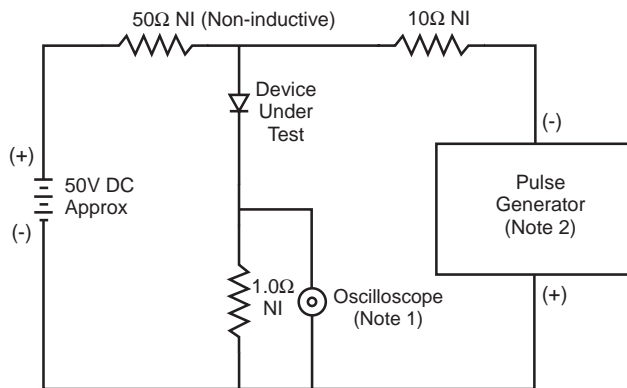 50Ω NI (Non-inductive)
10Ω NI
Device
Under
Test
(+)
50V DC
Approx
(-)
1.0Ω
NI
Oscilloscope
(Note 1)
(-)
Pulse
Generator
(Note 2)
(+)